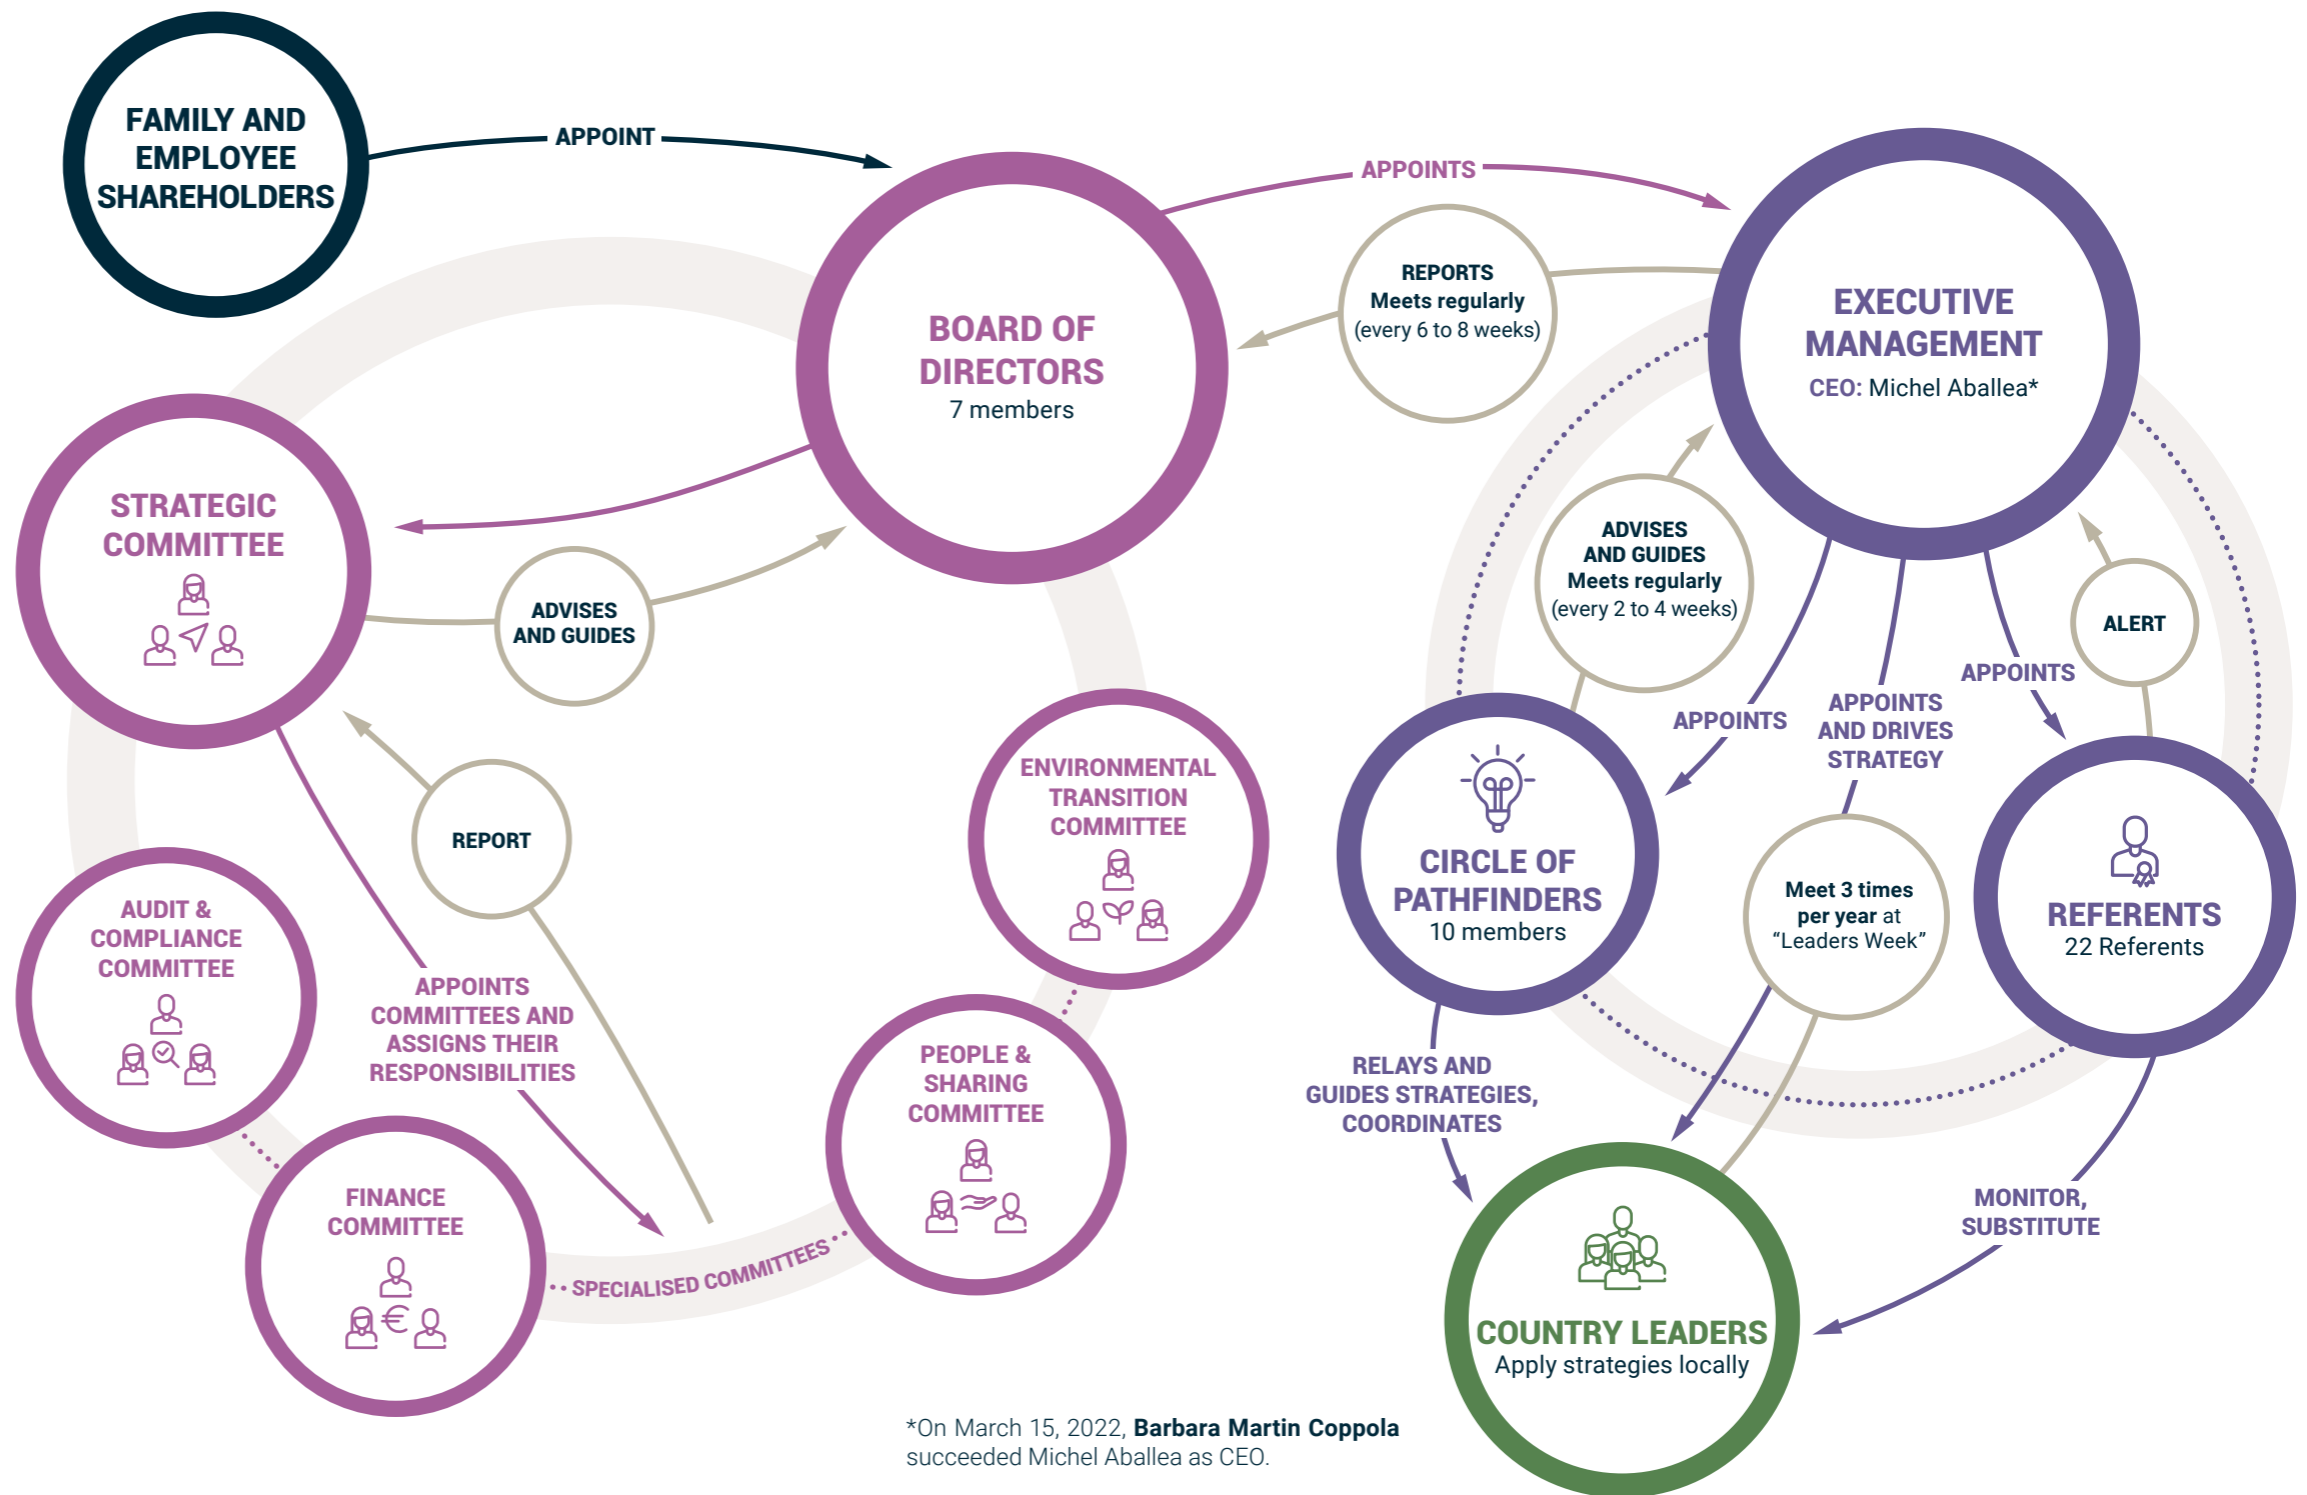 FAMILY AND
EMPLOYEE
SHAREHOLDERS
APPOINT
BOARD OF
DIRECTORS
7 members
APPOINTS
REPORTS
Meets regularly
(every 6 to 8 weeks)
EXECUTIVE
MANAGEMENT
CEO: Michel Aballea*
STRATEGIC
COMMITTEE
ADVISES
AND GUIDES
REPORT
APPOINTS
COMMITTEES AND
ASSIGNS THEIR
RESPONSIBILITIES
AUDIT &
COMPLIANCE
COMMITTEE
FINANCE
COMMITTEE
€
SPECIALISED COMMITTEES
PEOPLE &
SHARING
COMMITTEE
ENVIRONMENTAL
TRANSITION
COMMITTEE
ADVISES
AND GUIDES
Meets regularly
(every 2 to 4 weeks)
APPOINTS
APPOINTS
AND DRIVES
STRATEGY
APPOINTS
ALERT
CIRCLE OF
PATHFINDERS
10 members
Meet 3 times
per year at
“Leaders Week”
REFERENTS
22 Referents
RELAYS AND
GUIDES STRATEGIES,
COORDINATES
MONITOR,
SUBSTITUTE
COUNTRY LEADERS
Apply strategies locally
*On March 15, 2022, Barbara Martin Coppola
succeeded Michel Aballea as CEO.